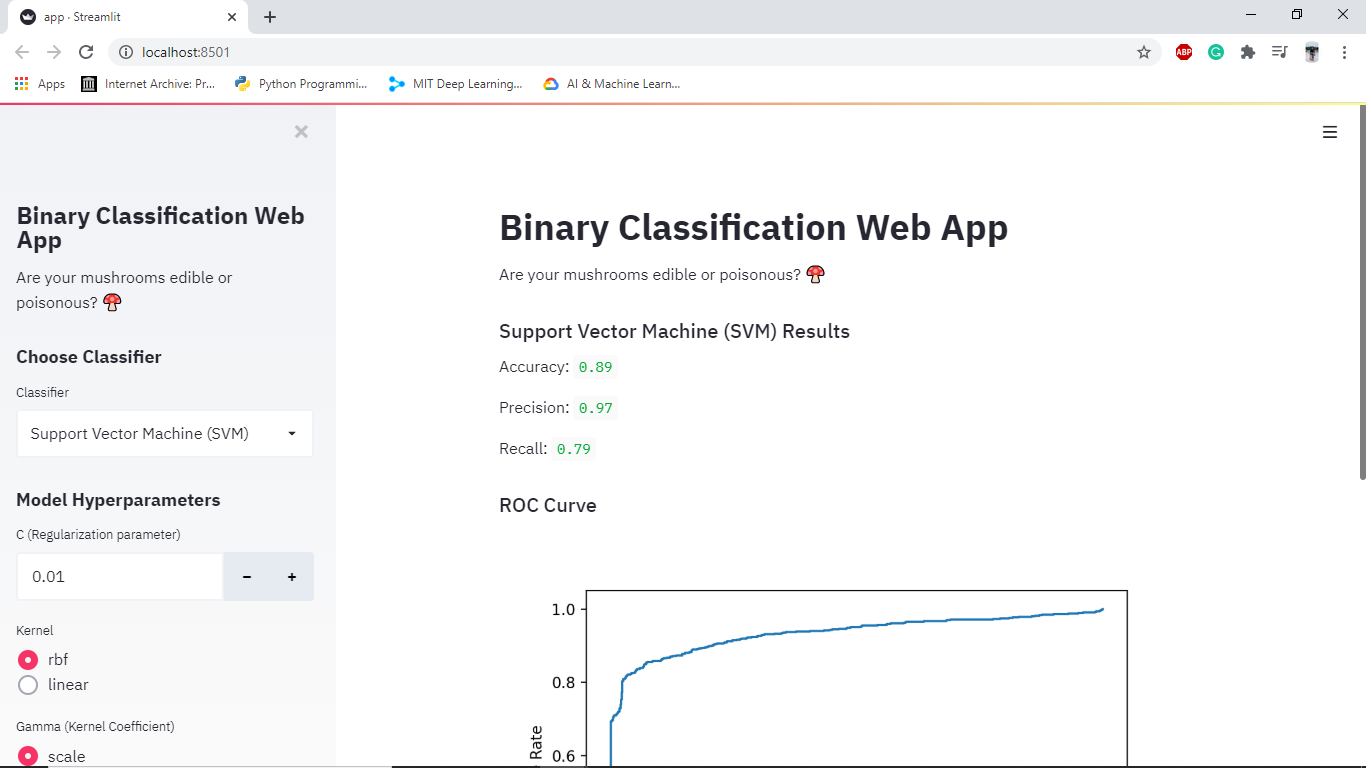 app · Streamlit
localhost:8501
ABP
Apps
Internet Archive: Pr...
Python Programmi...
MIT Deep Learning...
AI & Machine Learn...
Binary Classification Web
App
Are your mushrooms edible or
poisonous? 🍄
Choose Classifier
Classifier
Support Vector Machine (SVM)
Model Hyperparameters
C (Regularization parameter)
0.01
Kernel
rbf
linear
Gamma (Kernel Coefficient)
scale
Binary Classification Web App
Are your mushrooms edible or poisonous? 🍄
Support Vector Machine (SVM) Results
Accuracy: 0.89
Precision: 0.97
Recall: 0.79
ROC Curve
1.0
0.8
0.6
Rate